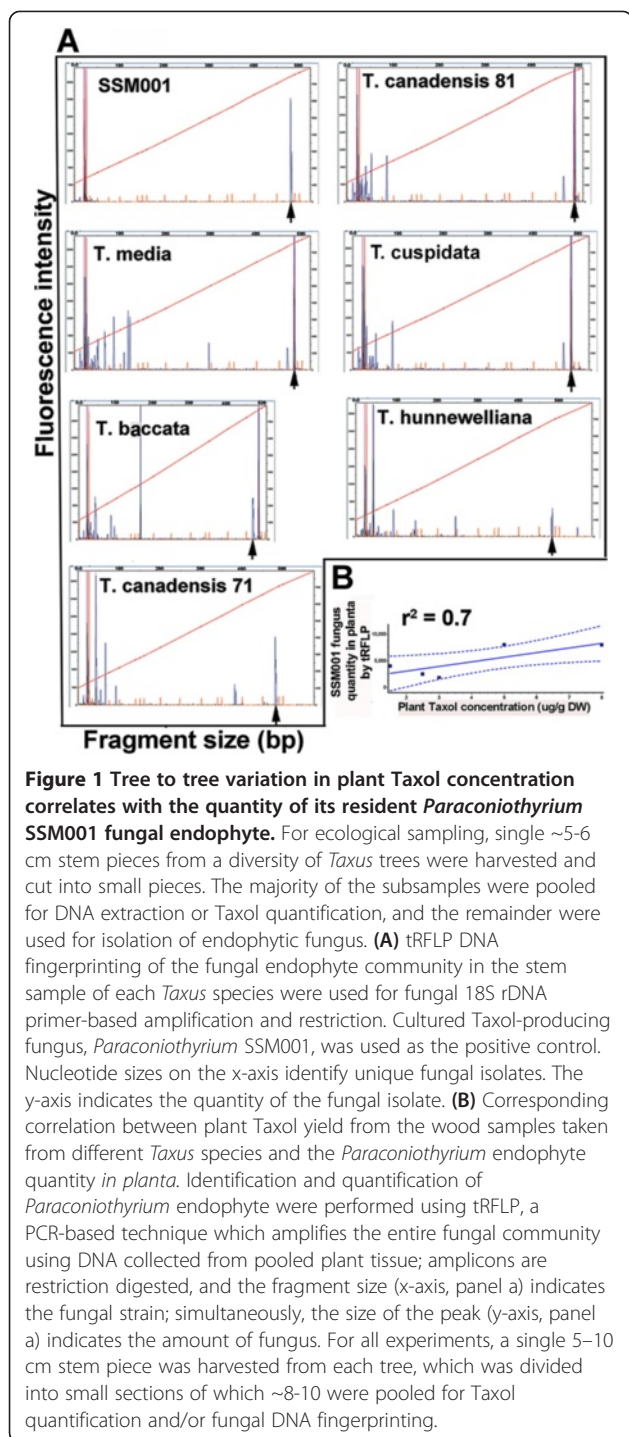 A
SSM001
T. canadensis 81
T. media
T. cuspidata
T. baccata
T. hunnewelliana
T. canadensis 71
Fluorescence intensity
Fragment size (bp)
B
r² = 0.7
SSM001 fungus
quantity in planta
by tRFLP
Plant Taxol concentration (ug/g DW)
Figure 1 Tree to tree variation in plant Taxol concentration
correlates with the quantity of its resident Paraconiothyrium
SSM001 fungal endophyte. For ecological sampling, single ~5-6
cm stem pieces from a diversity of Taxus trees were harvested and
cut into small pieces. The majority of the subsamples were pooled
for DNA extraction or Taxol quantification, and the remainder were
used for isolation of endophytic fungus. (A) tRFLP DNA
fingerprinting of the fungal endophyte community in the stem
sample of each Taxus species were used for fungal 18S rDNA
primer-based amplification and restriction. Cultured Taxol-producing
fungus, Paraconiothyrium SSM001, was used as the positive control.
Nucleotide sizes on the x-axis identify unique fungal isolates. The
y-axis indicates the quantity of the fungal isolate. (B) Corresponding
correlation between plant Taxol yield from the wood samples taken
from different Taxus species and the Paraconiothyrium endophyte
quantity in planta. Identification and quantification of
Paraconiothyrium endophyte were performed using tRFLP, a
PCR-based technique which amplifies the entire fungal community
using DNA collected from pooled plant tissue; amplicons are
restriction digested, and the fragment size (x-axis, panel a) indicates
the fungal strain; simultaneously, the size of the peak (y-axis, panel
a) indicates the amount of fungus. For all experiments, a single 5–10
cm stem piece was harvested from each tree, which was divided
into small sections of which ~8-10 were pooled for Taxol
quantification and/or fungal DNA fingerprinting.